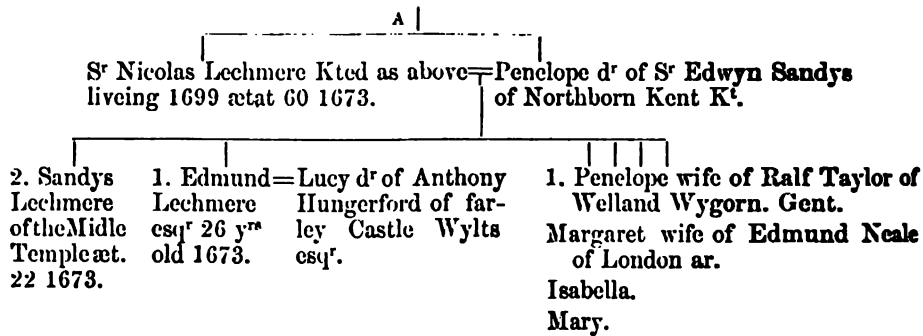 A
Sʳ Nicolas Lechmere Kted as above=Penelope dʳ of Sʳ Edwyn Sandys
liveing 1699 ætat 60 1673.
of Northborn Kent Kᵗ.
2. Sandys
Lechmere
of the Midle
Temple æt.
22 1673.
1. Edmund=
Lechmere
esqʳ 26 yʳˢ
old 1673.
Lucy dʳ of Anthony
Hungerford of far-
ley Castle Wylts
esqʳ.
1. Penelope wife of Ralf Taylor of
Welland Wygorn. Gent.
Margaret wife of Edmund Neale
of London ar.
Isabella.
Mary.